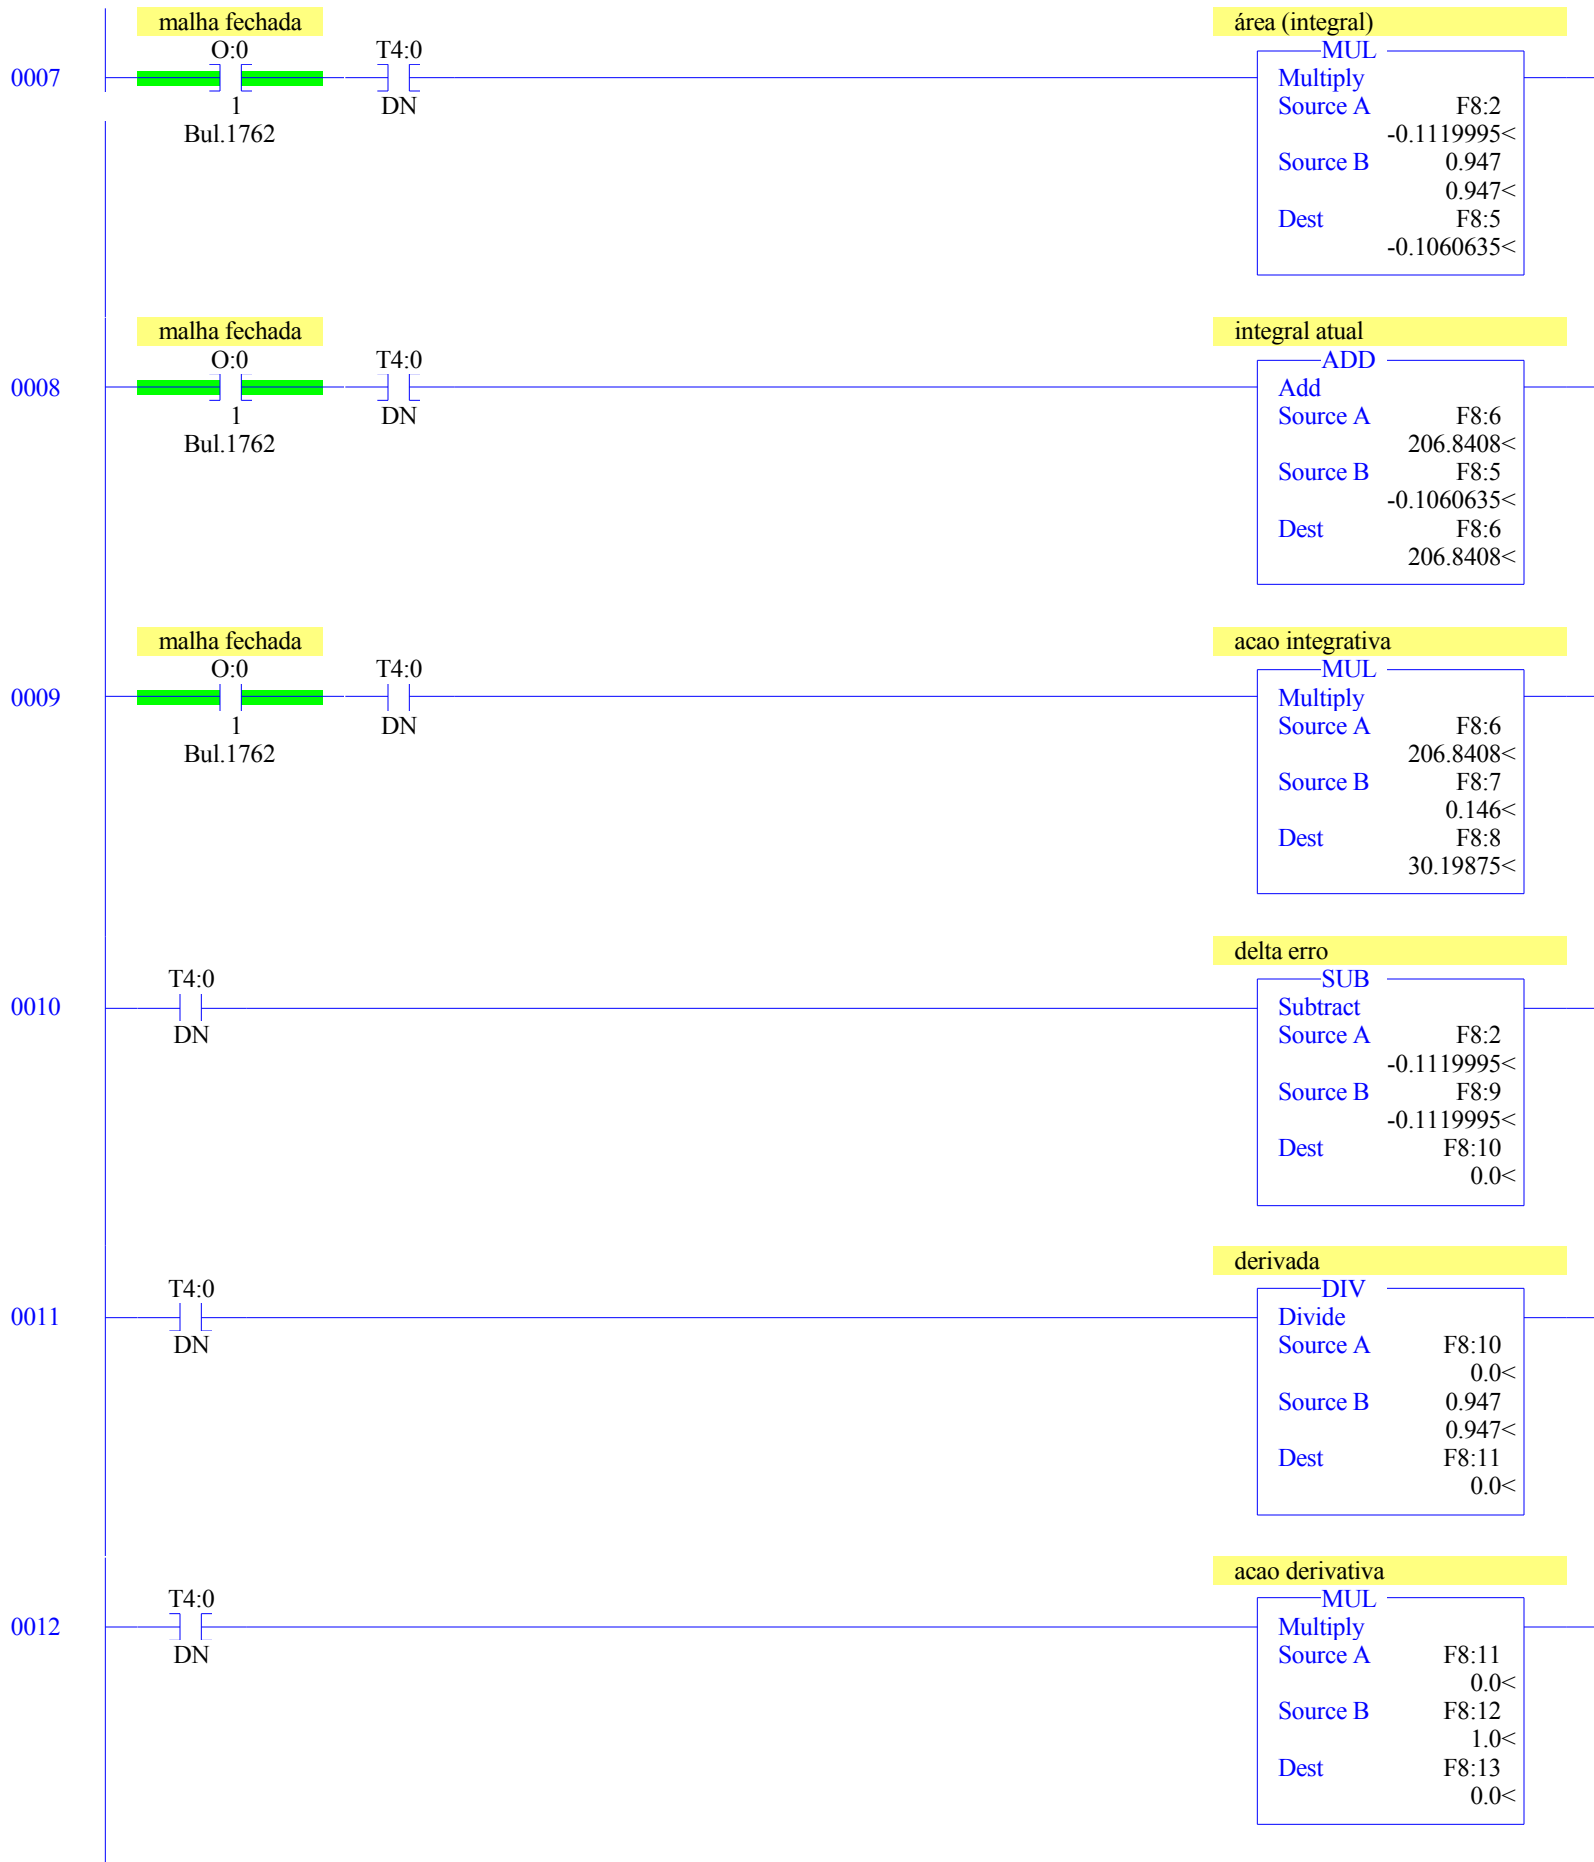 malha fechada
área (integral)
O:0
T4:0
MUL
0007
Multiply
1
DN
Source A F8:2
Bul.1762
-0.1119995<
Source B 0.947
0.947<
Dest F8:5
-0.1060635<
malha fechada
integral atual
O:0
T4:0
ADD
0008
Add
1
DN
Source A F8:6
Bul.1762
206.8408<
Source B F8:5
-0.1060635<
Dest F8:6
206.8408<
malha fechada
acao integrativa
O:0
T4:0
MUL
0009
Multiply
1
DN
Source A F8:6
Bul.1762
206.8408<
Source B F8:7
0.146<
Dest F8:8
30.19875<
delta erro
T4:0
SUB
0010
Subtract
DN
Source A F8:2
-0.1119995<
Source B F8:9
-0.1119995<
Dest F8:10
0.0<
derivada
T4:0
DIV
0011
Divide
DN
Source A F8:10
0.0<
Source B 0.947
0.947<
Dest F8:11
0.0<
acao derivativa
T4:0
MUL
0012
Multiply
DN
Source A F8:11
0.0<
Source B F8:12
1.0<
Dest F8:13
0.0<